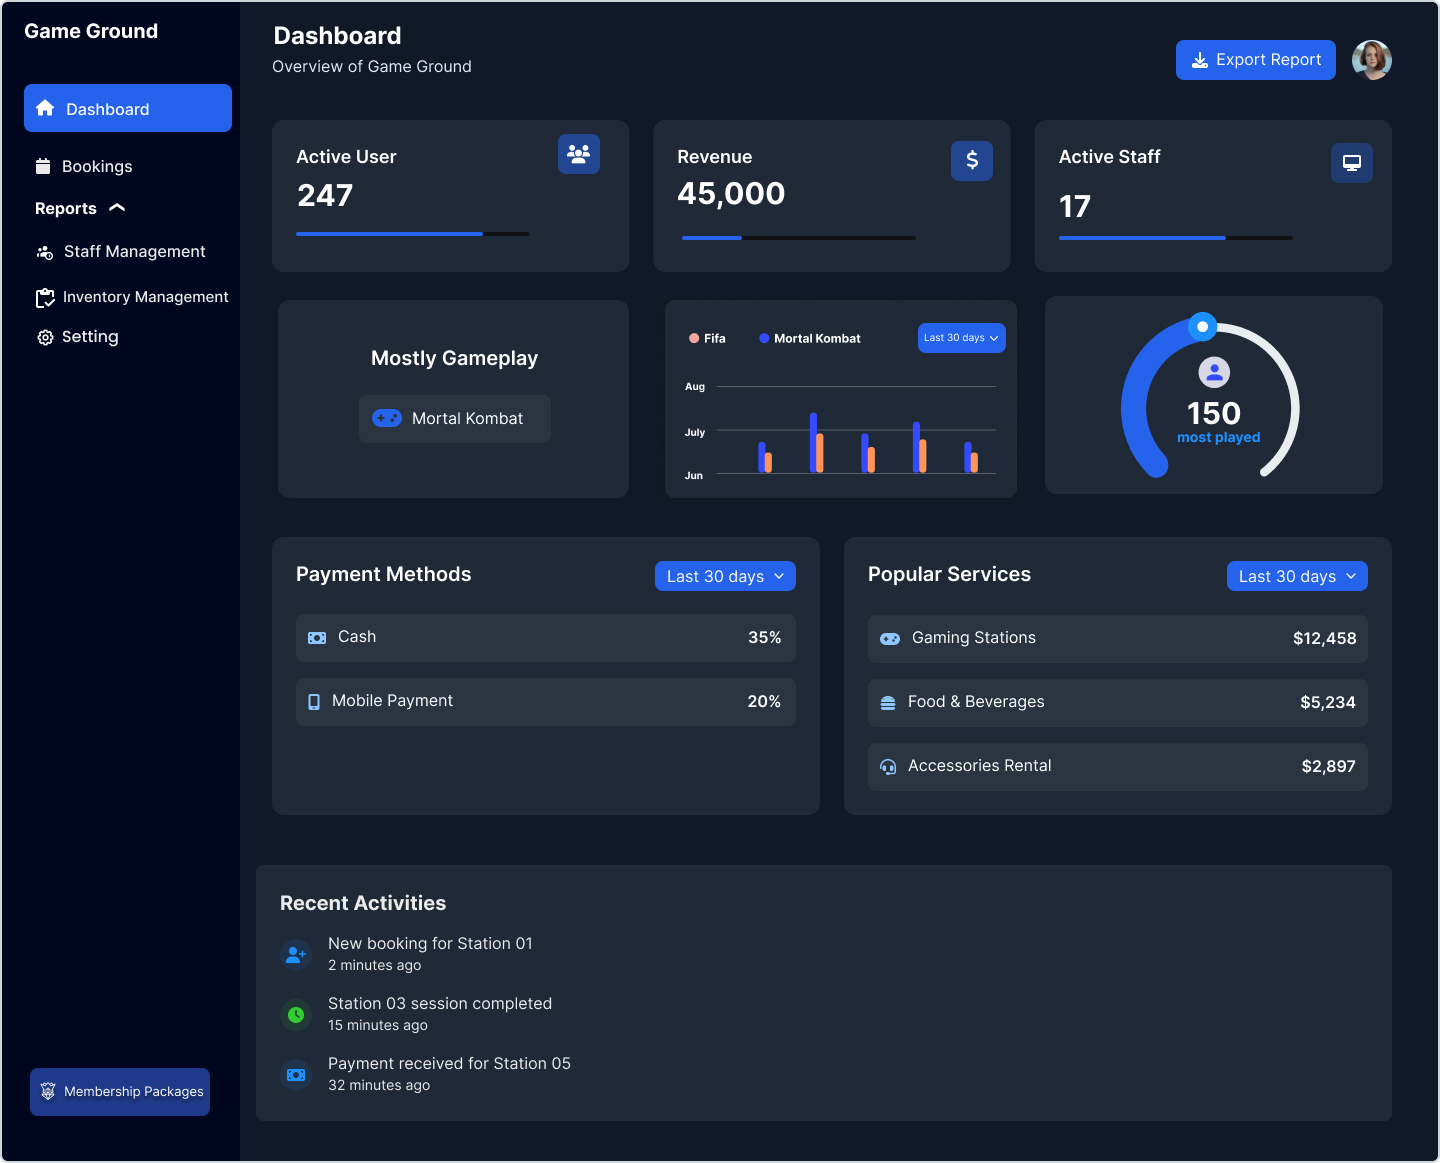 Game Ground
Dashboard
Bookings
Reports
Staff Management
Inventory Management
Setting
Membership Packages
Dashboard
Overview of Game Ground
Export Report
Active User
247
Revenue
45,000
Active Staff
17
Mostly Gameplay
Mortal Kombat
Fifa
Mortal Kombat
Last 30 days
Aug
July
Jun
150
most played
Payment Methods
Last 30 days
Cash 35%
Mobile Payment 20%
Popular Services
Last 30 days
Gaming Stations $12,458
Food & Beverages $5,234
Accessories Rental $2,897
Recent Activities
New booking for Station 01
2 minutes ago
Station 03 session completed
15 minutes ago
Payment received for Station 05
32 minutes ago